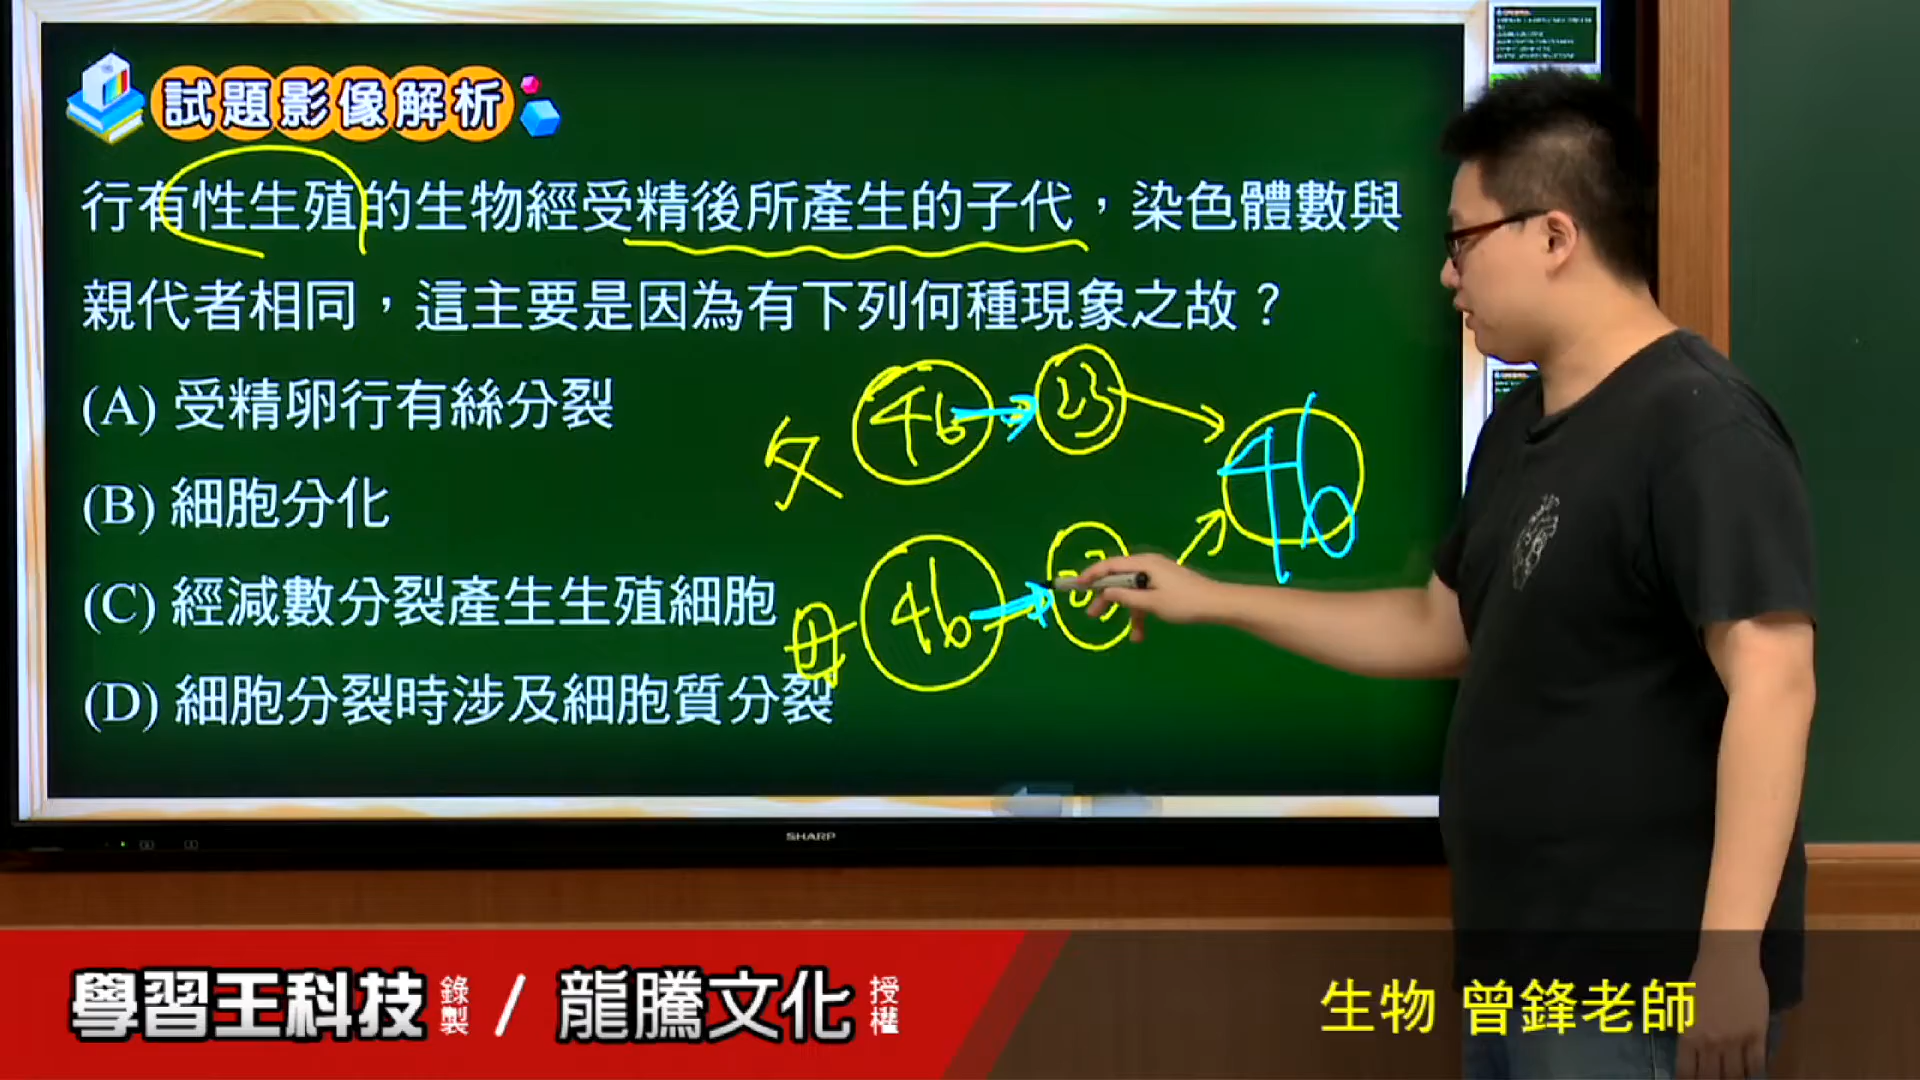 試題影像解析
行有性生殖的生物經受精後所產生的子代，染色體數與
親代者相同，這主要是因為有下列何種現象之故？
(A) 受精卵行有絲分裂
(B) 細胞分化
(C) 經減數分裂產生生殖細胞
(D) 細胞分裂時涉及細胞質分裂
父 46 23
46
母 46 23
SHARP
學習王科技 錄製 / 龍騰文化 授權
生物 曾鋒老師